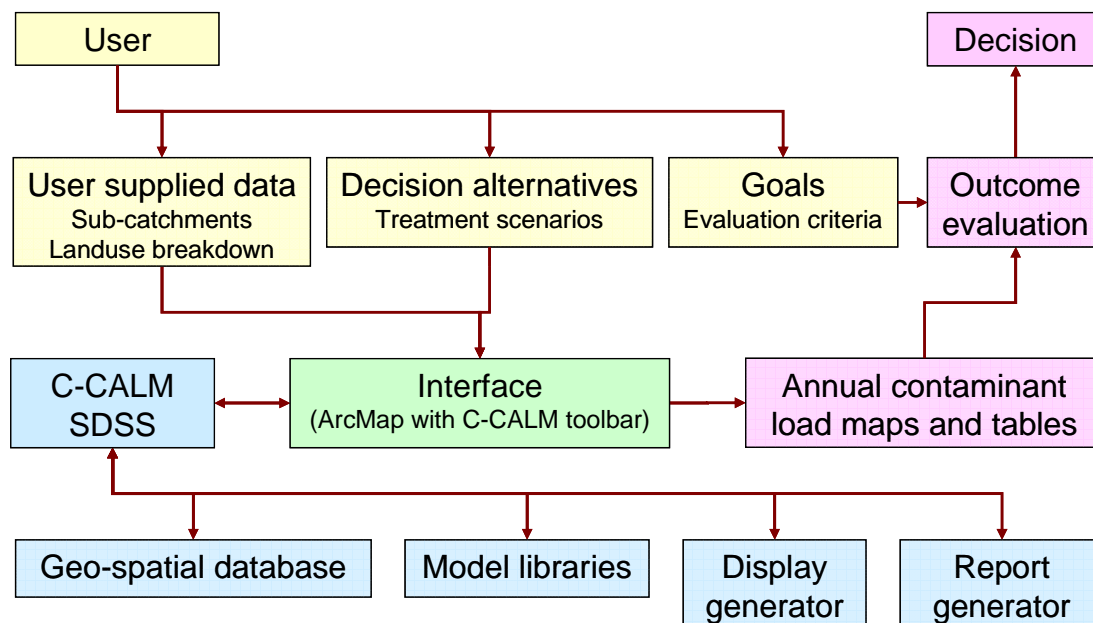 User
Decision
User supplied data
Sub-catchments
Landuse breakdown
Decision alternatives
Treatment scenarios
Goals
Evaluation criteria
Outcome
evaluation
C-CALM
SDSS
Interface
(ArcMap with C-CALM toolbar)
Annual contaminant
load maps and tables
Geo-spatial database
Model libraries
Display
generator
Report
generator